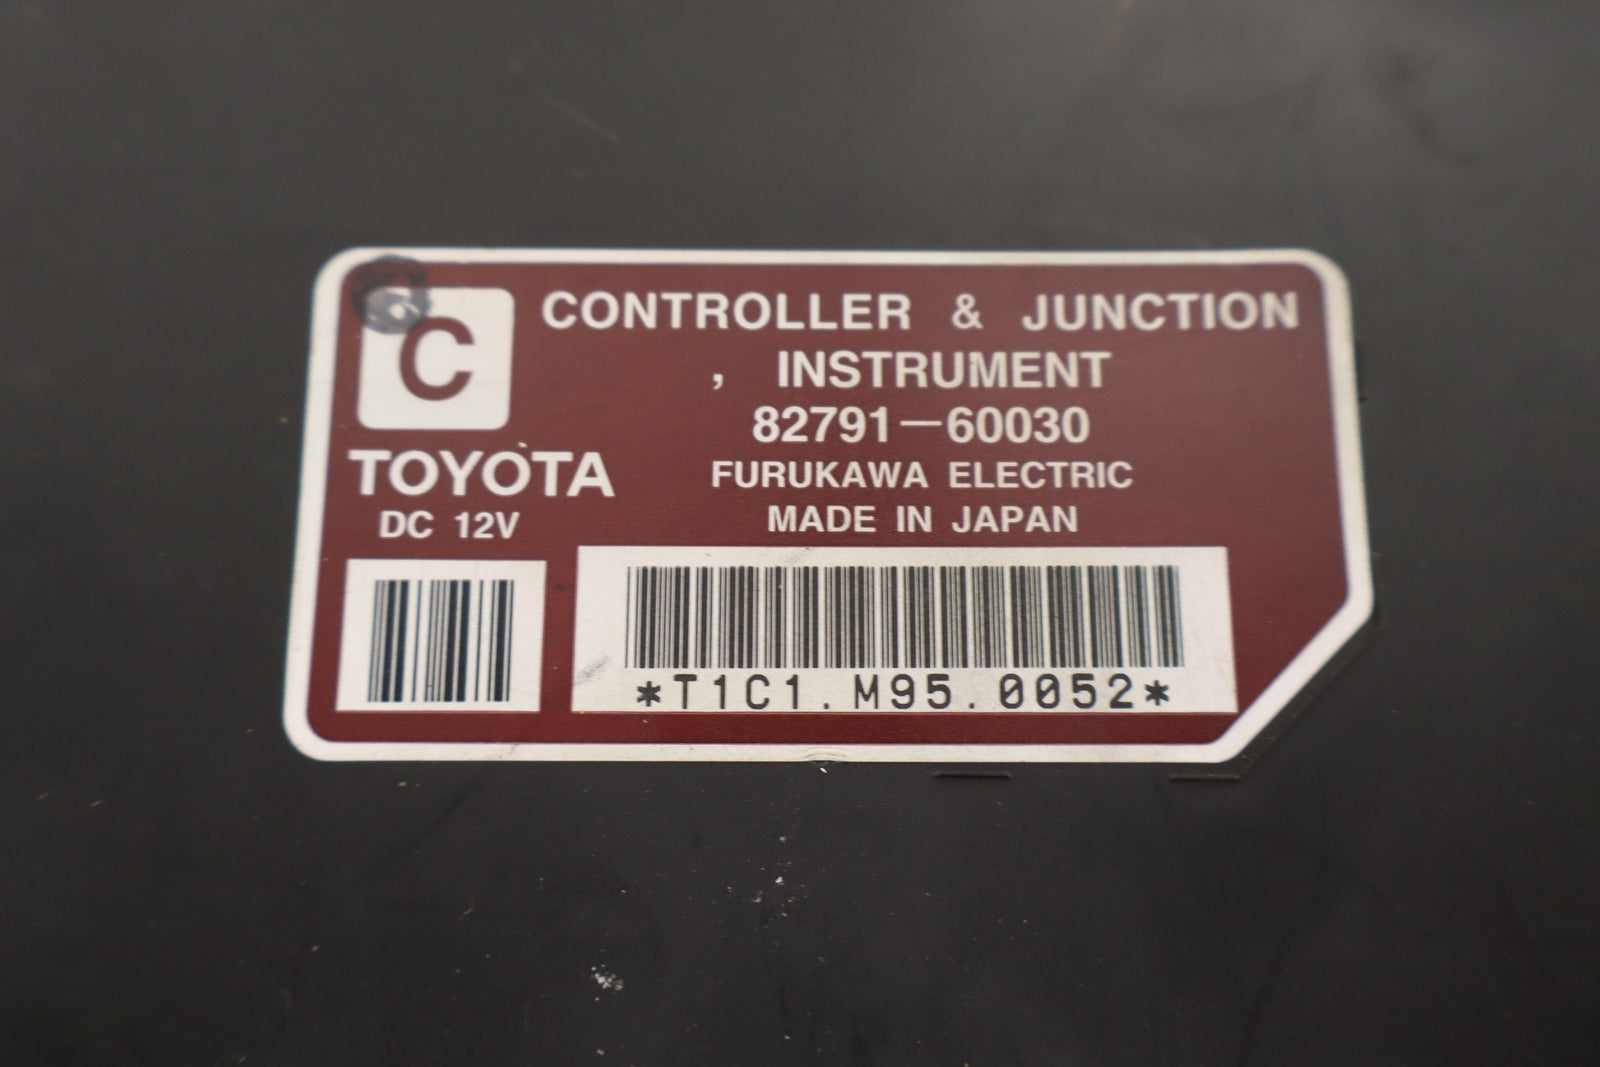 C
CONTROLLER & JUNCTION
, INSTRUMENT
82791-60030
TOYOTA
FURUKAWA ELECTRIC
DC 12V
MADE IN JAPAN
*T1C1.M95.0052*